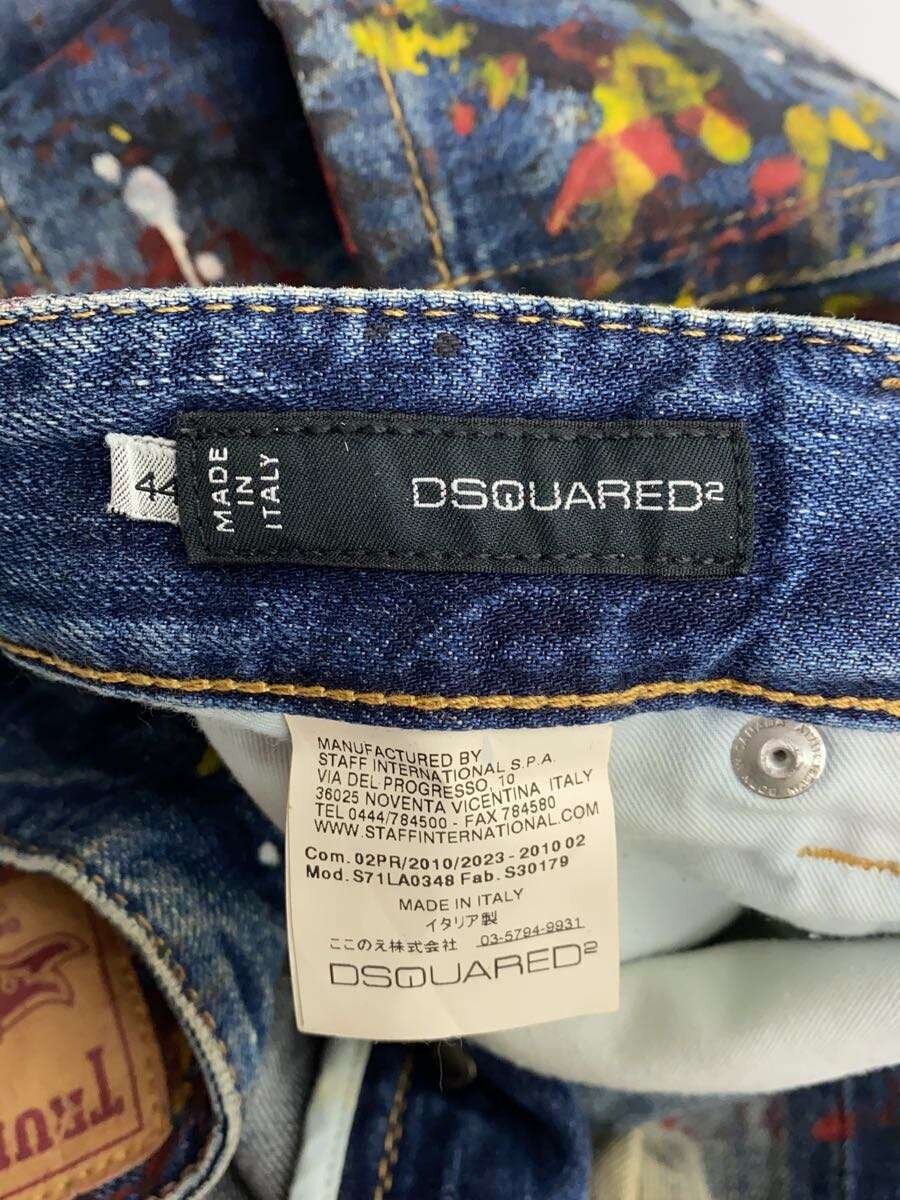 MADE
IN
ITALY
DSQUARED²
MANUFACTURED BY
STAFF INTERNATIONAL S.P.A.
VIA DEL PROGRESSO, 10
36025 NOVENTA VICENTINA ITALY
TEL 0444/784500 - FAX 784580
WWW.STAFFINTERNATIONAL.COM
Com. 02PR/2010/2023 - 2010 02
Mod. S71LA0348 Fab. S30179
MADE IN ITALY
イタリア製
ここのえ株式会社 03-5794-9931
DSQUARED²